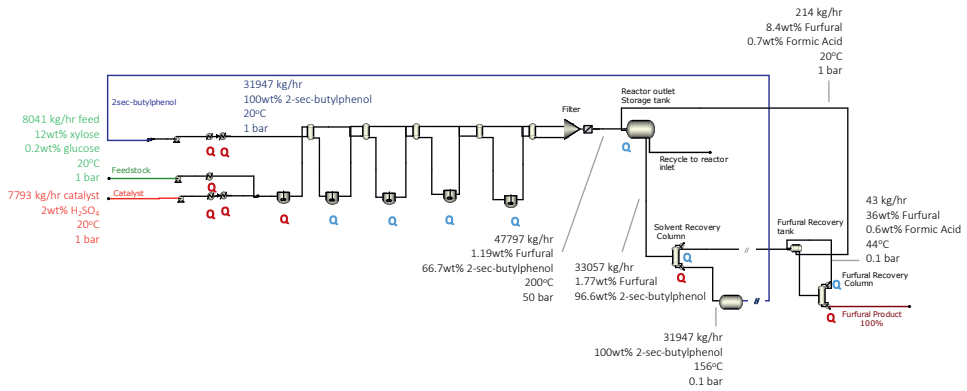 214 kg/hr
8.4wt% Furfural
0.7wt% Formic Acid
20°C
1 bar
2sec-butylphenol
31947 kg/hr
100wt% 2-sec-butylphenol
20°C
1 bar
8041 kg/hr feed
12wt% xylose
0.2wt% glucose
20°C
1 bar
Feedstock
7793 kg/hr catalyst
2wt% H₂SO₄
20°C
1 bar
Catalyst
Q Q
Q
Q Q
Q
Q
Q
Q
Q
Filter
Reactor outlet
Storage tank
Q
Recycle to reactor
inlet
47797 kg/hr
1.19wt% Furfural
66.7wt% 2-sec-butylphenol
200°C
50 bar
33057 kg/hr
1.77wt% Furfural
96.6wt% 2-sec-butylphenol
Solvent Recovery
Column
Q
Q
Furfural Recovery
tank
43 kg/hr
36wt% Furfural
0.6wt% Formic Acid
44°C
0.1 bar
Furfural Recovery
Column
Q
Q
Furfural Product
100%
31947 kg/hr
100wt% 2-sec-butylphenol
156°C
0.1 bar